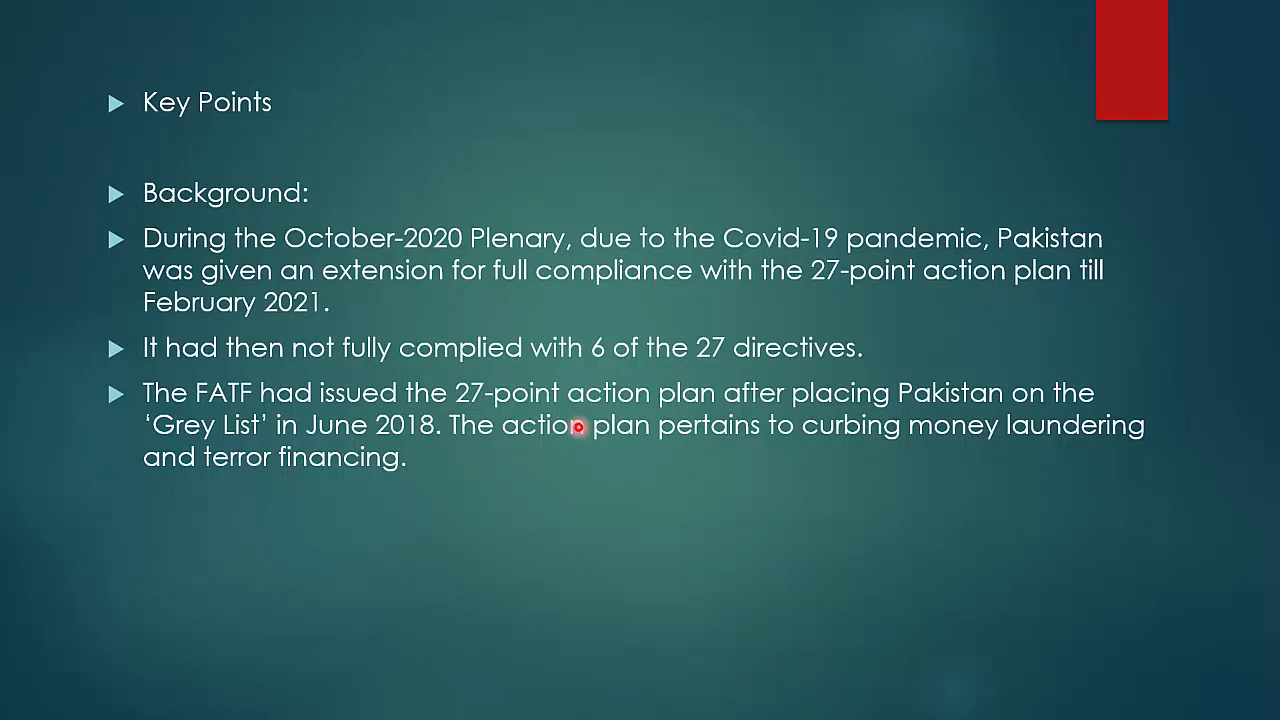 Key Points
Background:
During the October-2020 Plenary, due to the Covid-19 pandemic, Pakistan
was given an extension for full compliance with the 27-point action plan till
February 2021.
It had then not fully complied with 6 of the 27 directives.
The FATF had issued the 27-point action plan after placing Pakistan on the
‘Grey List’ in June 2018. The action plan pertains to curbing money laundering
and terror financing.